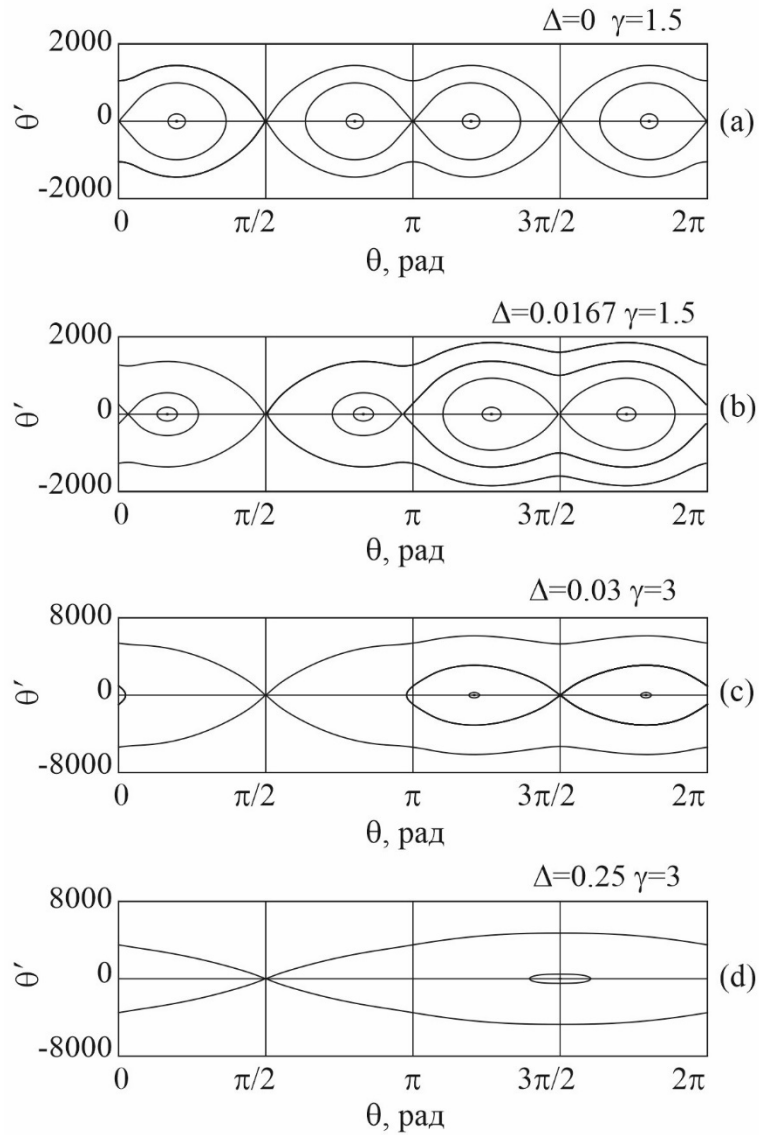 Δ=0 γ=1.5
2000
0
-2000
θ′
(a)
0 π/2 π 3π/2 2π
θ, рад
Δ=0.0167 γ=1.5
2000
0
-2000
θ′
(b)
0 π/2 π 3π/2 2π
θ, рад
Δ=0.03 γ=3
8000
0
-8000
θ′
(c)
0 π/2 π 3π/2 2π
θ, рад
Δ=0.25 γ=3
8000
0
-8000
θ′
(d)
0 π/2 π 3π/2 2π
θ, рад